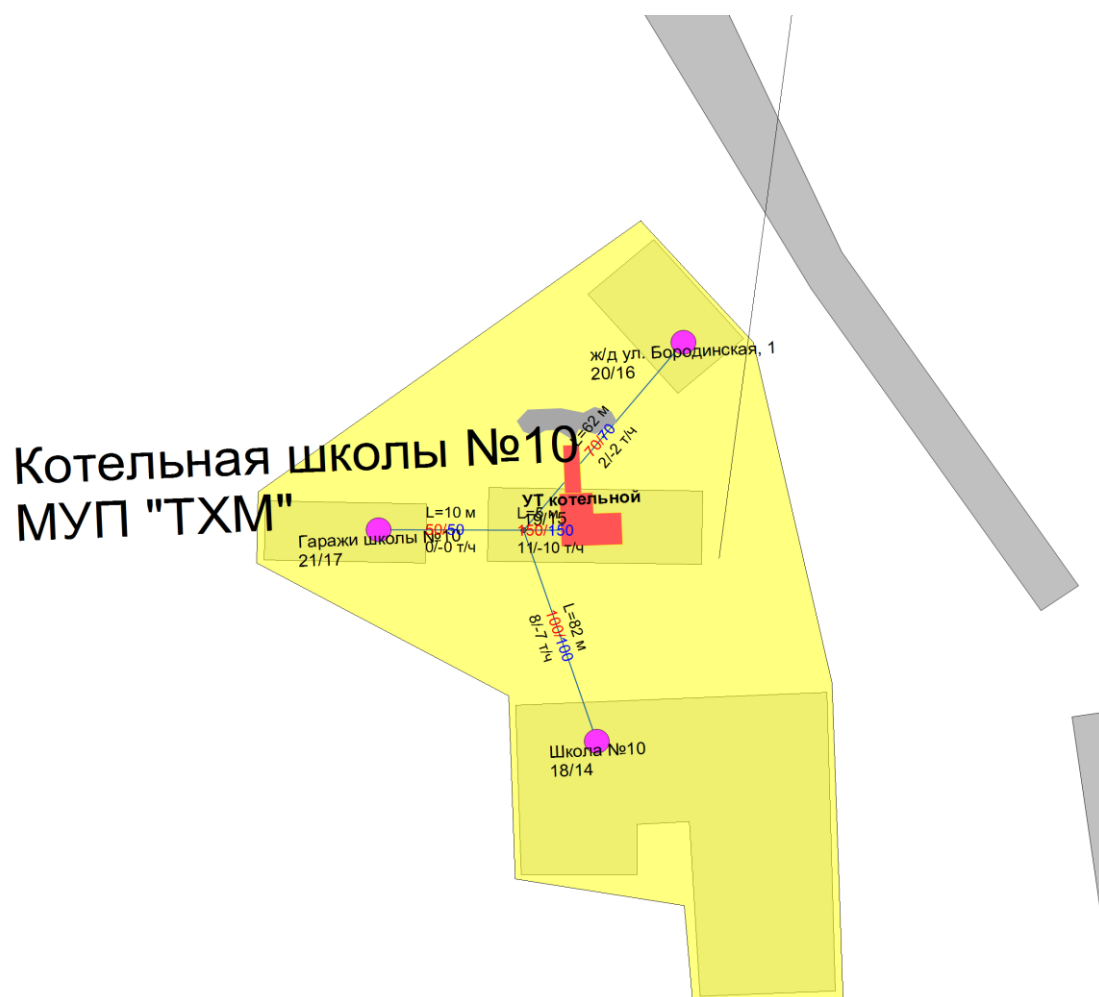 ж/д ул. Бородинская, 1
20/16
L=62 м
70/70
2/-2 т/ч
Котельная школы №10
МУП "ТХМ"
УТ котельной
19/15
L=5 м
150/150
11/-10 т/ч
L=10 м
50/50
0/-0 т/ч
Гаражи школы №10
21/17
L=82 м
100/100
8/-7 т/ч
Школа №10
18/14